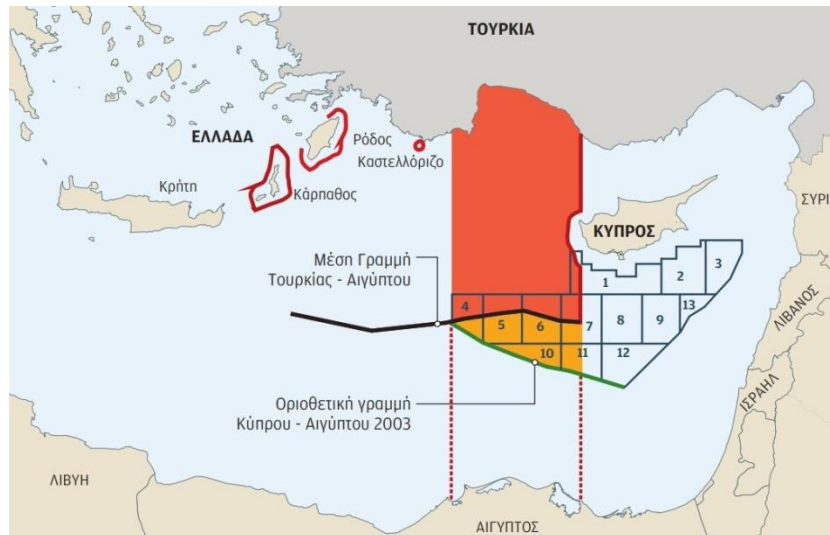 ΤΟΥΡΚΙΑ
ΕΛΛΑΔΑ
Ρόδος
Καστελλόριζο
Κρήτη
Κάρπαθος
ΣΥΡΙ
ΚΥΠΡΟΣ
Μέση Γραμμή
Τουρκίας - Αιγύπτου
1
2
3
4
5
6
7
8
9
13
10
11
12
ΛΙΒΑΝΟΣ
ΙΣΡΑΗΛ
Οριοθετική γραμμή
Κύπρου - Αιγύπτου 2003
ΛΙΒΥΗ
ΑΙΓΥΠΤΟΣ